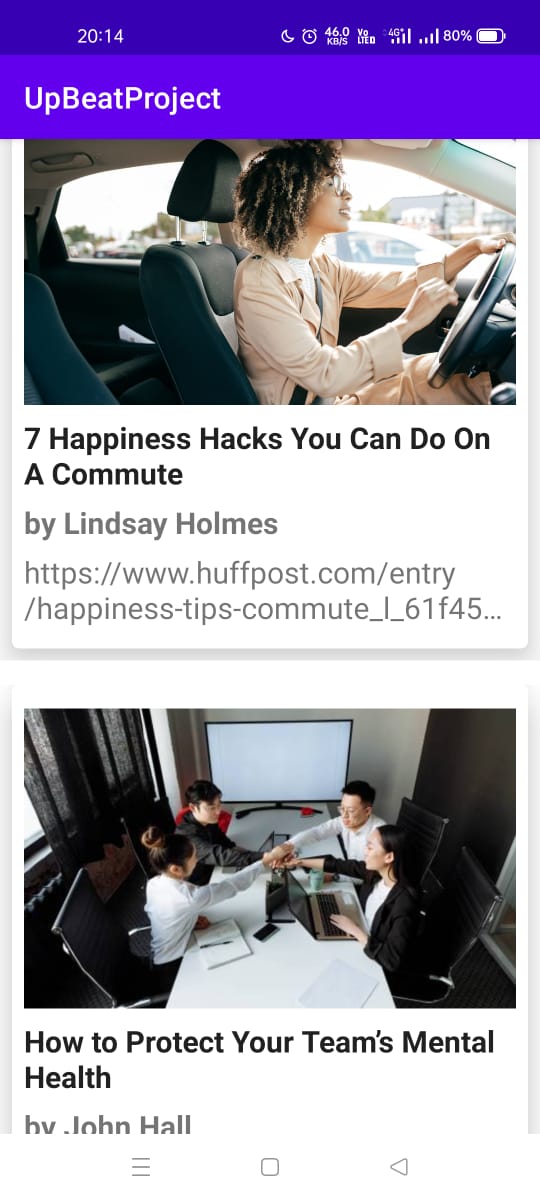 20:14 46.0 KB/S Vo LTED 4G+ 80%
UpBeatProject
7 Happiness Hacks You Can Do On
A Commute
by Lindsay Holmes
https://www.huffpost.com/entry
/happiness-tips-commute_l_61f45...
How to Protect Your Team’s Mental
Health
by John Hall